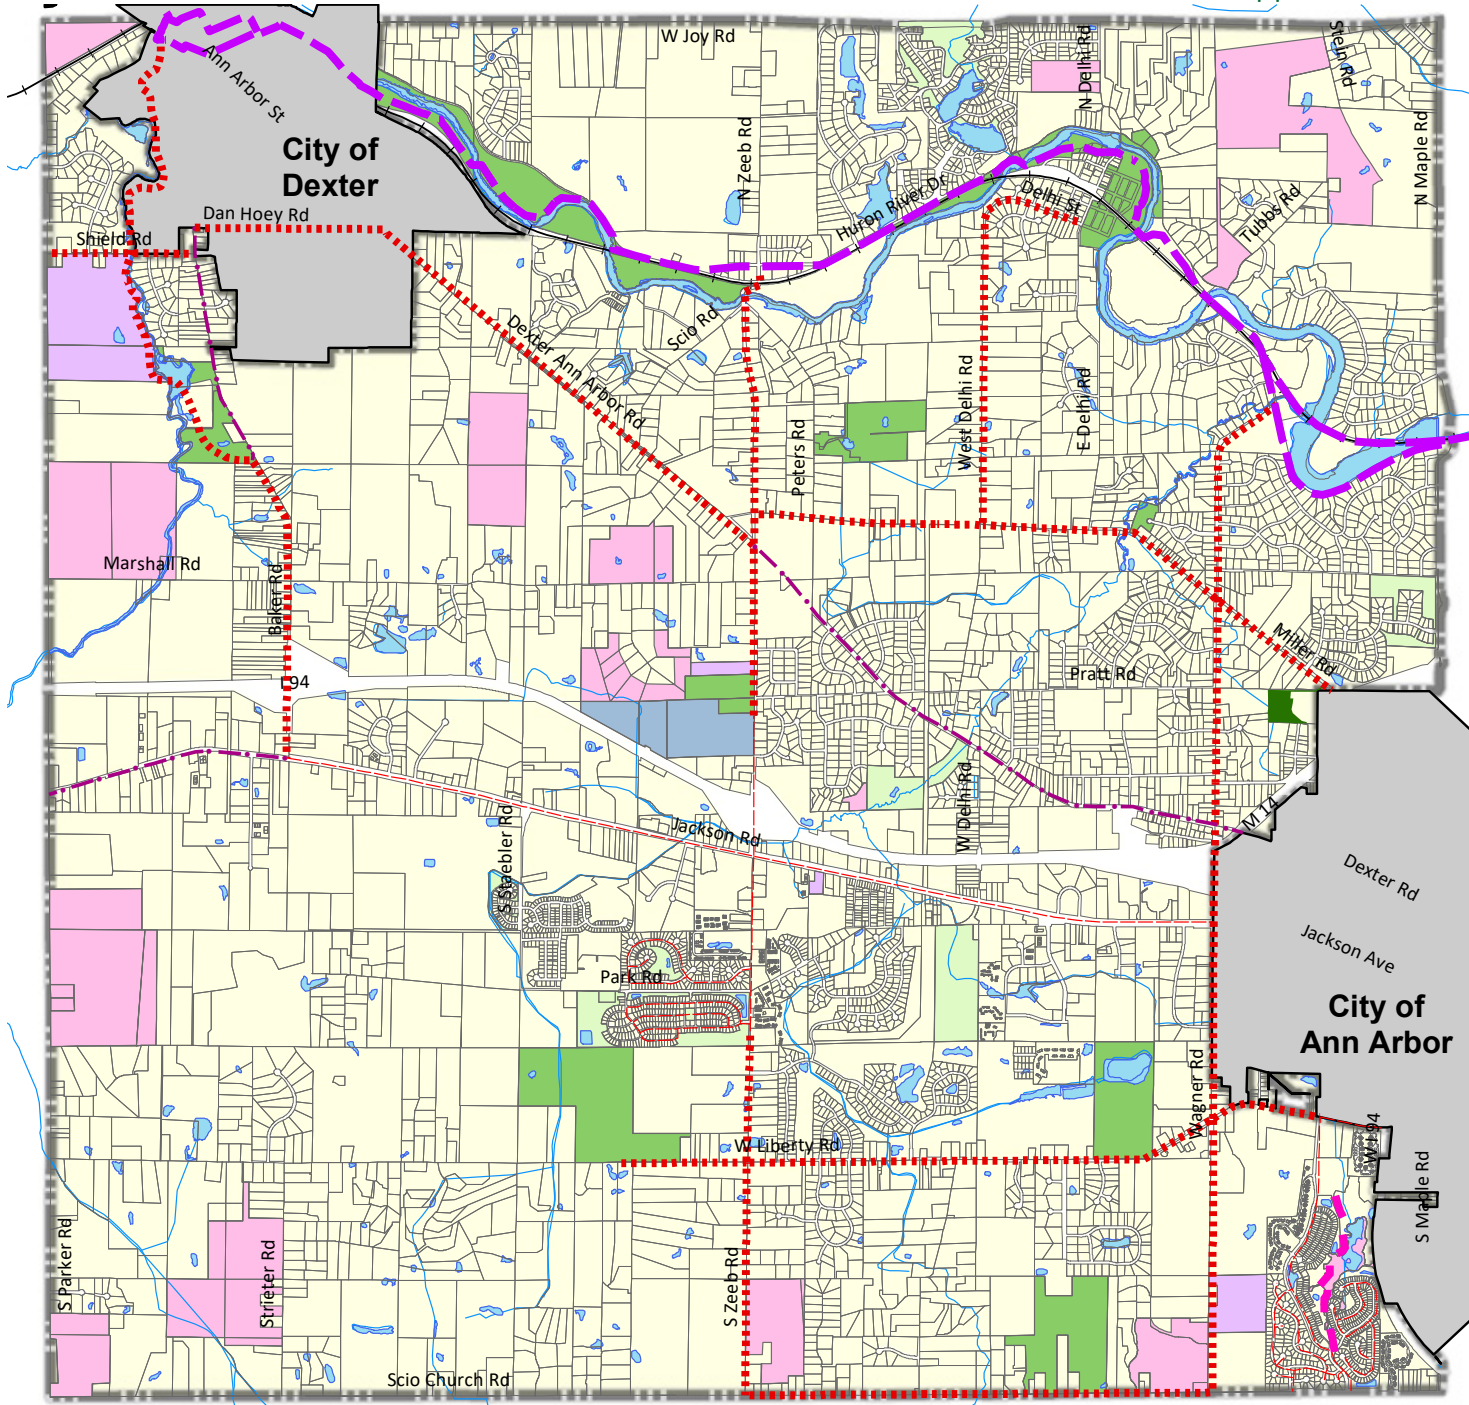 W Joy Rd
Stein Rd
N Delhi Rd
Ann Arbor St
City of
Dexter
N Zeeb Rd
N Maple Rd
Huron River Dr
Delhi St
Tubbs Rd
Dan Hoey Rd
Shield Rd
Scio Rd
Dexter Ann Arbor Rd
West Delhi Rd
E Delhi Rd
Peters Rd
Marshall Rd
Baker Rd
Miller Rd
Pratt Rd
I 94
M 14
W Delhi Rd
Jackson Rd
S Staebler Rd
Dexter Rd
Jackson Ave
Park Rd
City of
Ann Arbor
Wagner Rd
W Liberty Rd
W I 94
S Maple Rd
S Parker Rd
Strieter Rd
S Zeeb Rd
Scio Church Rd